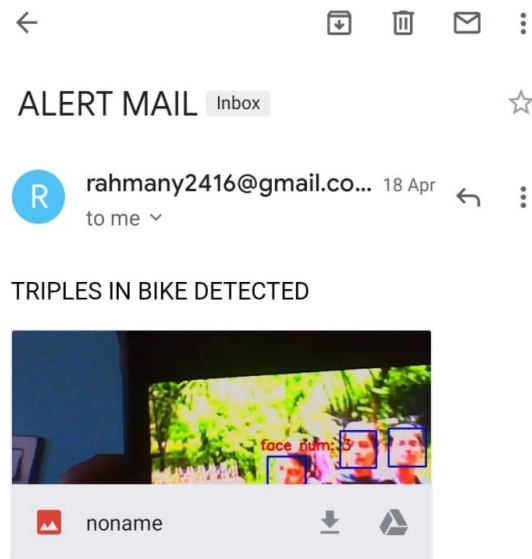 ALERT MAIL Inbox
R
rahmany2416@gmail.co... 18 Apr
to me
TRIPLES IN BIKE DETECTED
face num: 3
noname